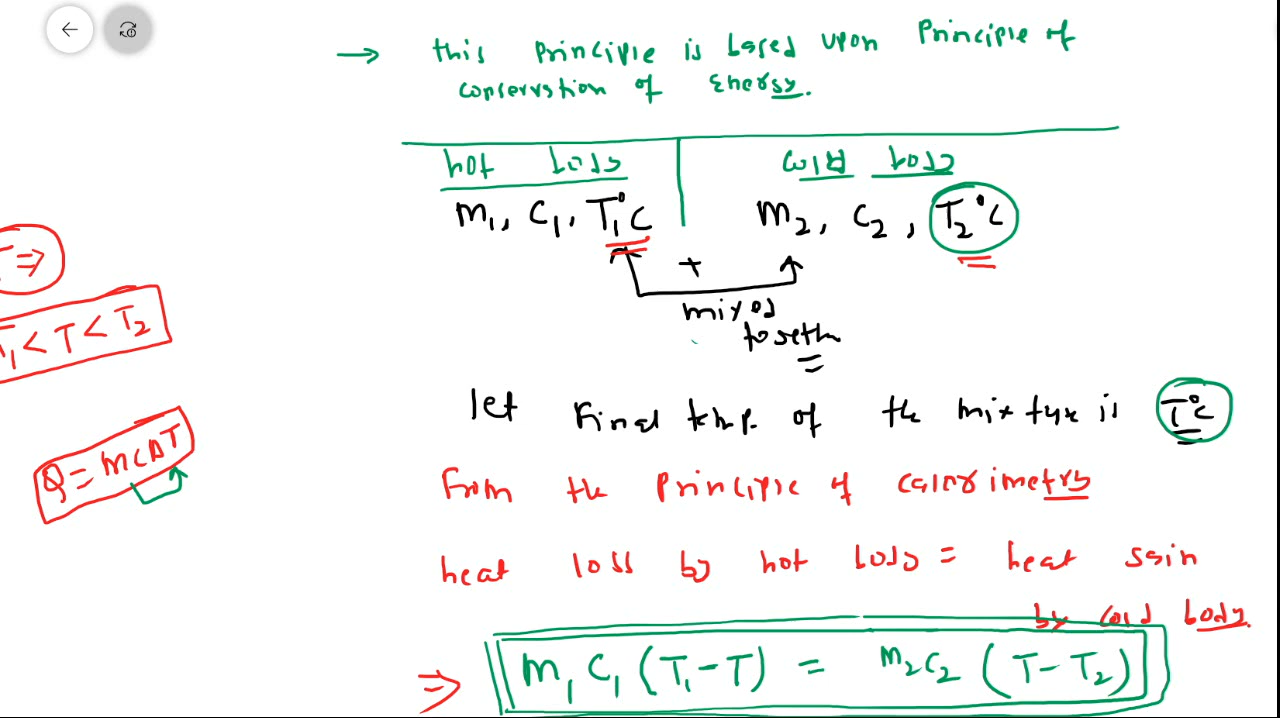 → this principle is based upon principle of
conservation of energy.
hot body
cold body
m₁, c₁, T₁°C
m₂, c₂, T₂°C
+
mixed
together
⇒
T₁ < T < T₂
Q = mcΔT
let final temp. of the mixture is T°C
From the principle of calorimetry
heat loss by hot body = heat gain
by cold body.
⇒ m₁ c₁ (T₁ - T) = m₂c₂ (T - T₂)